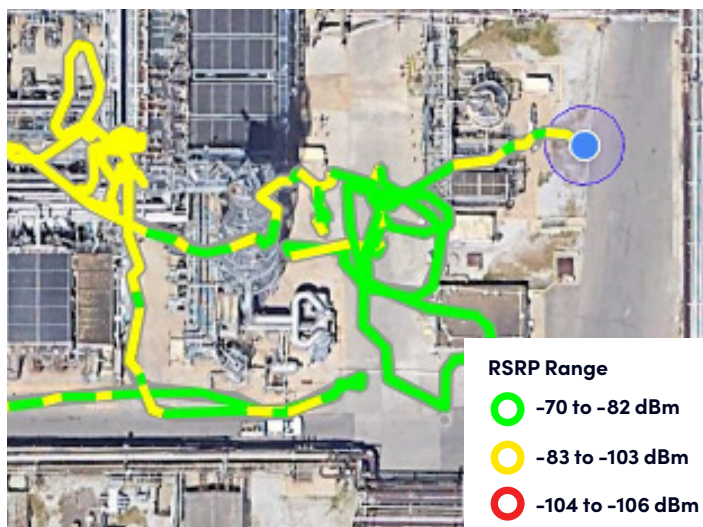 RSRP Range
-70 to -82 dBm
-83 to -103 dBm
-104 to -106 dBm